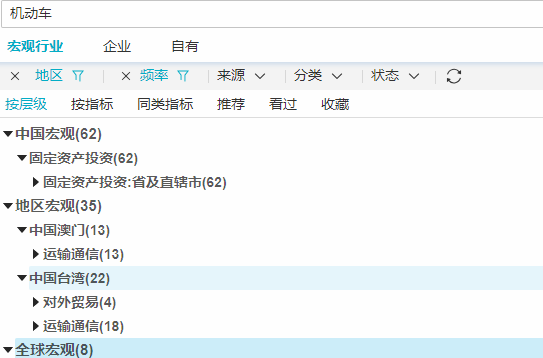 机动车
宏观行业 企业 自有
× 地区 × 频率 来源 分类 状态
按层级 按指标 同类指标 推荐 看过 收藏
中国宏观(62)
固定资产投资(62)
固定资产投资:省及直辖市(62)
地区宏观(35)
中国澳门(13)
运输通信(13)
中国台湾(22)
对外贸易(4)
运输通信(18)
全球宏观(8)